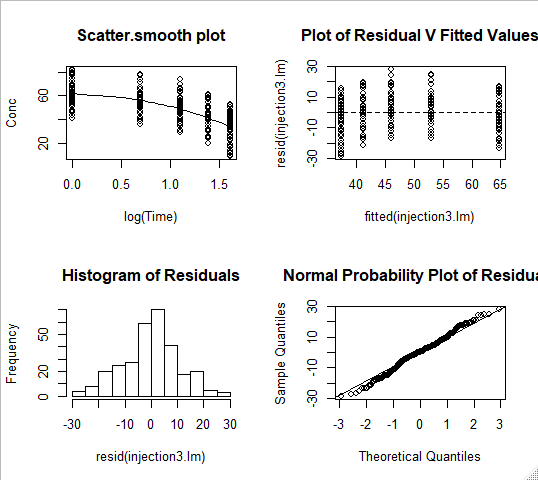 Scatter.smooth plot
Conc
20
60
0.0 0.5 1.0 1.5
log(Time)
Plot of Residual V Fitted Values
resid(injection3.lm)
-30
-10
10
30
40 45 50 55 60 65
fitted(injection3.lm)
Histogram of Residuals
Frequency
0
20
50
-30 -10 0 10 20 30
resid(injection3.lm)
Normal Probability Plot of Residua
Sample Quantiles
-30
-10
10
30
-3 -2 -1 0 1 2 3
Theoretical Quantiles